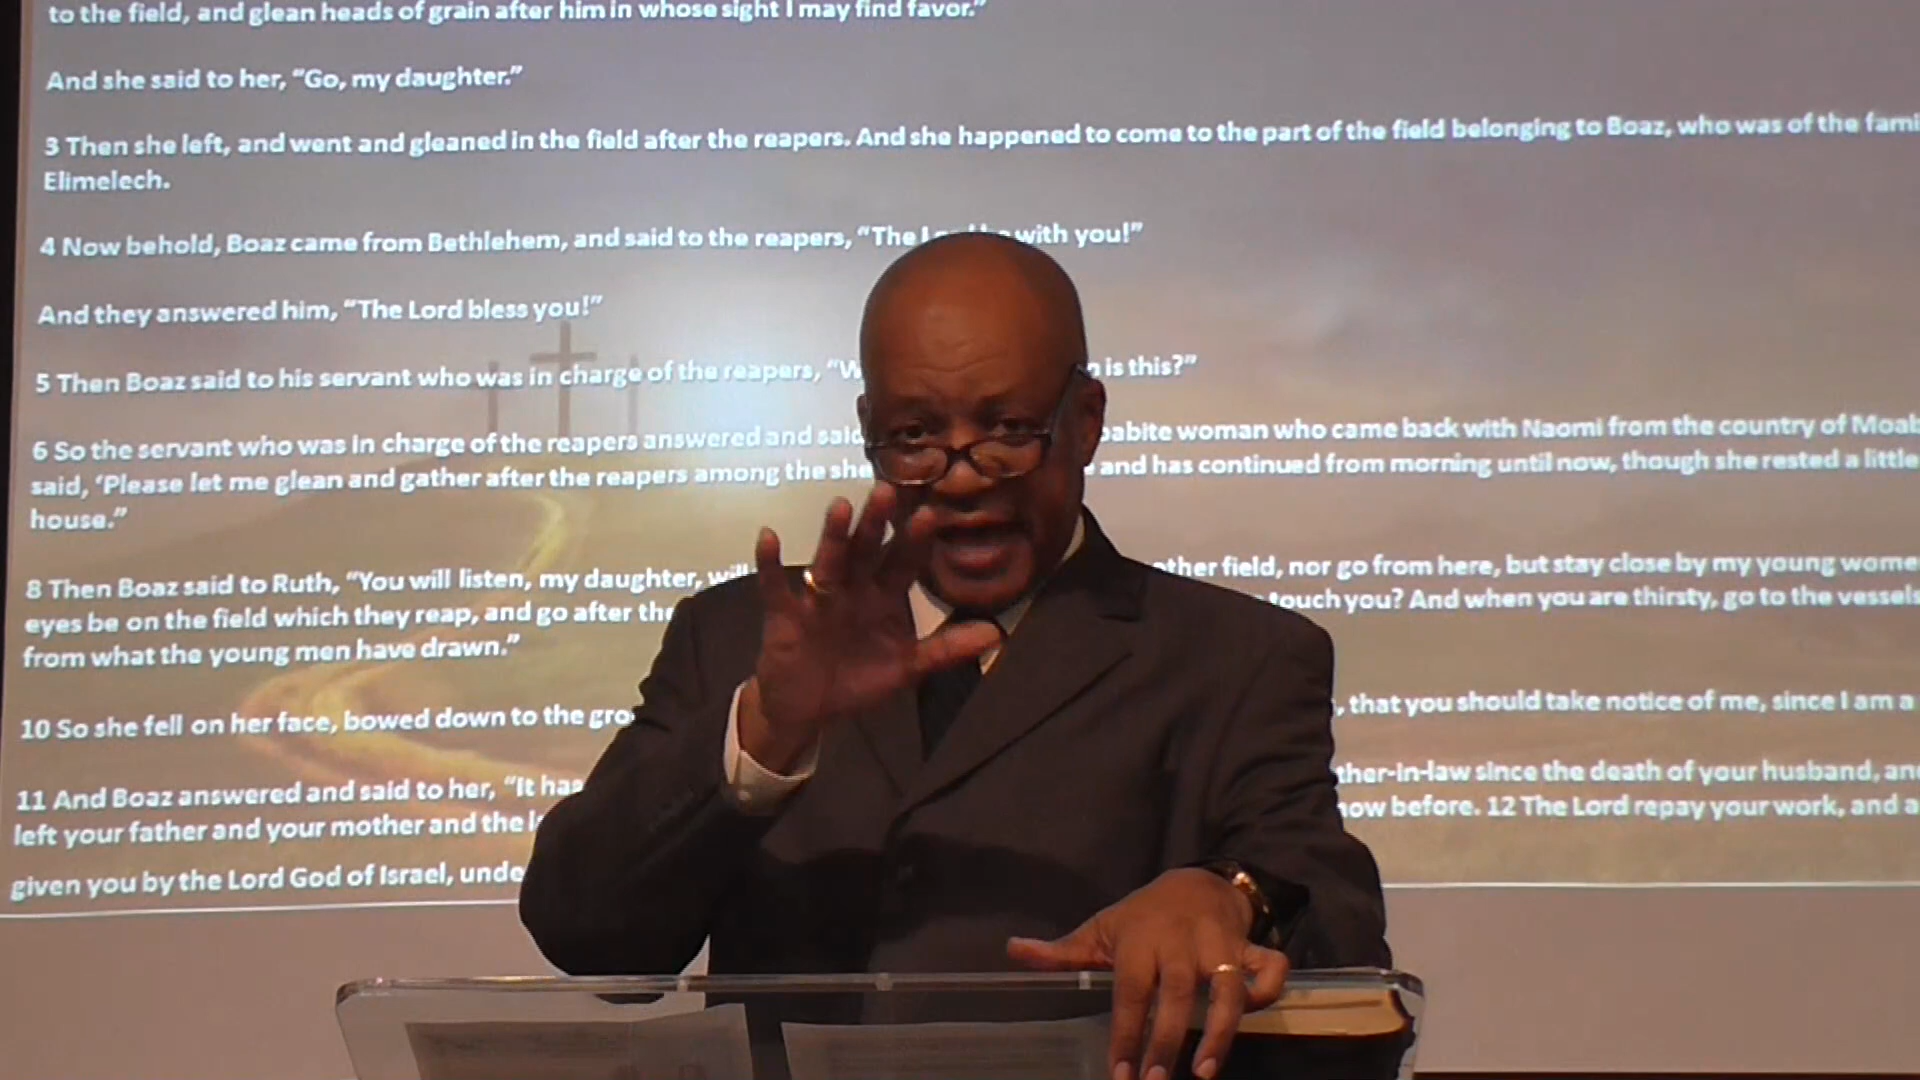 to the field, and glean heads of grain after him in whose sight I may find favor.”
And she said to her, “Go, my daughter.”
3 Then she left, and went and gleaned in the field after the reapers. And she happened to come to the part of the field belonging to Boaz, who was of the
Elimelech.
4 Now behold, Boaz came from Bethlehem, and said to the reapers, “The with you!”
And they answered him, “The Lord bless you!”
5 Then Boaz said to his servant who was in charge of the reapers, “ is this?”
6 So the servant who was in charge of the reapers answered and said woman who came back with Naomi from the country of Moab
said, ‘Please let me glean and gather after the reapers among the and has continued from morning until now, though she rested a little
house.”
8 Then Boaz said to Ruth, “You will listen, my daughter, will field, nor go from here, but stay close by my young
eyes be on the field which they reap, and go after touch you? And when you are thirsty, go to the vessels
from what the young men have drawn.”
10 So she fell on her face, bowed down to the , that you should take notice of me, since I am a
11 And Boaz answered and said to her, “It has since the death of your husband, and
left your father and your mother and the before. 12 The Lord repay your work, and a
given you by the Lord God of Israel,